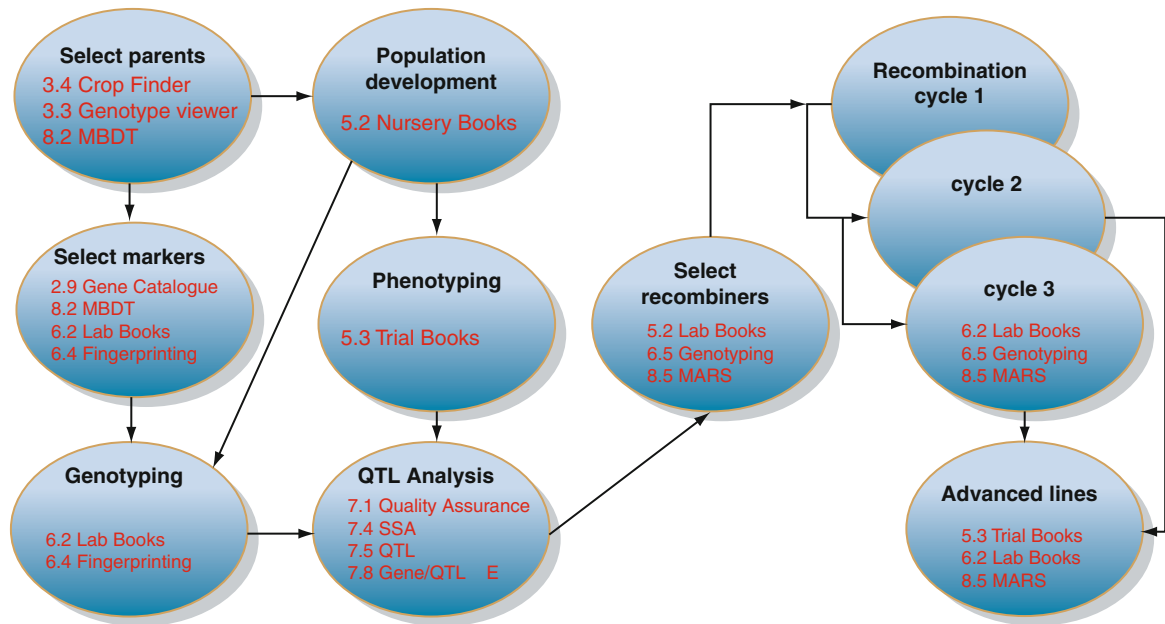 Select parents
3.4 Crop Finder
3.3 Genotype viewer
8.2 MBDT
Population
development
5.2 Nursery Books
Select markers
2.9 Gene Catalogue
8.2 MBDT
6.2 Lab Books
6.4 Fingerprinting
Phenotyping
5.3 Trial Books
Genotyping
6.2 Lab Books
6.4 Fingerprinting
QTL Analysis
7.1 Quality Assurance
7.4 SSA
7.5 QTL
7.8 Gene/QTL E
Select
recombiners
5.2 Lab Books
6.5 Genotyping
8.5 MARS
Recombination
cycle 1
cycle 2
cycle 3
6.2 Lab Books
6.5 Genotyping
8.5 MARS
Advanced lines
5.3 Trial Books
6.2 Lab Books
8.5 MARS